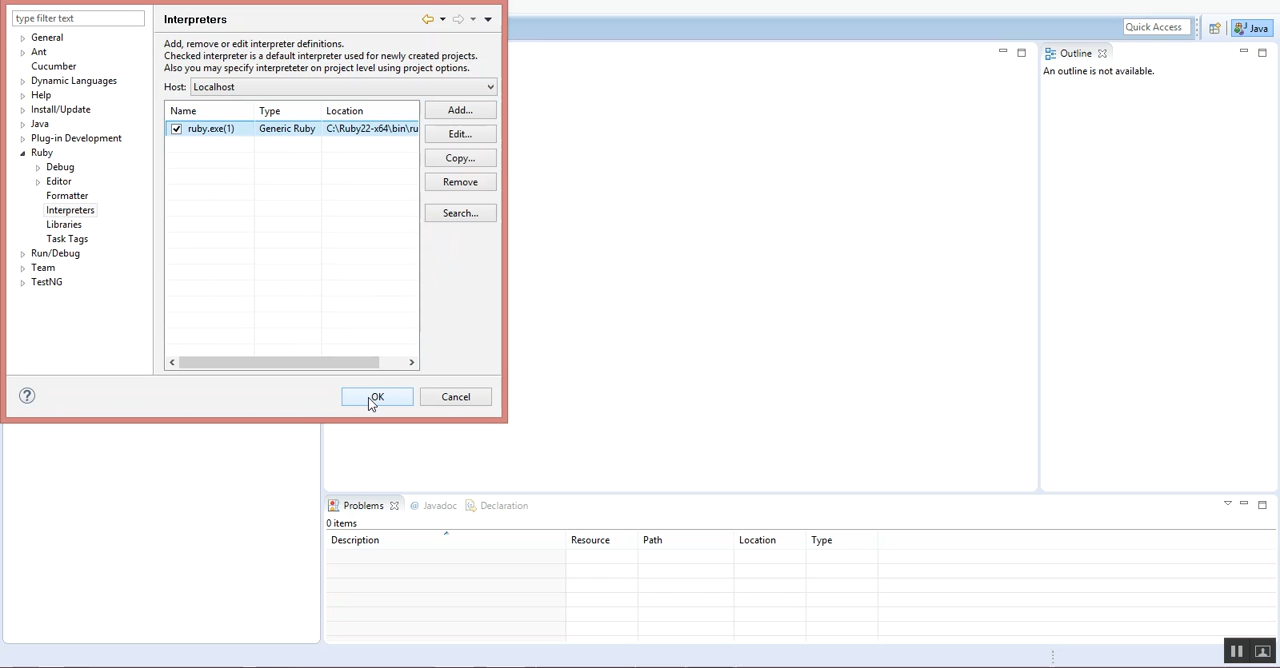 type filter text
General
Ant
Cucumber
Dynamic Languages
Help
Install/Update
Java
Plug-in Development
Ruby
Debug
Editor
Formatter
Interpreters
Libraries
Task Tags
Run/Debug
Team
TestNG
Interpreters
Add, remove or edit interpreter definitions.
Checked interpreter is a default interpreter used for newly created projects.
Also you may specify interpreteter on project level using project options.
Host: Localhost
Name Type Location
ruby.exe(1) Generic Ruby C:\Ruby22-x64\bin\ru
Add...
Edit...
Copy...
Remove
Search...
? OK Cancel
Quick Access Java
Outline
An outline is not available.
Problems @ Javadoc Declaration
0 items
Description Resource Path Location Type